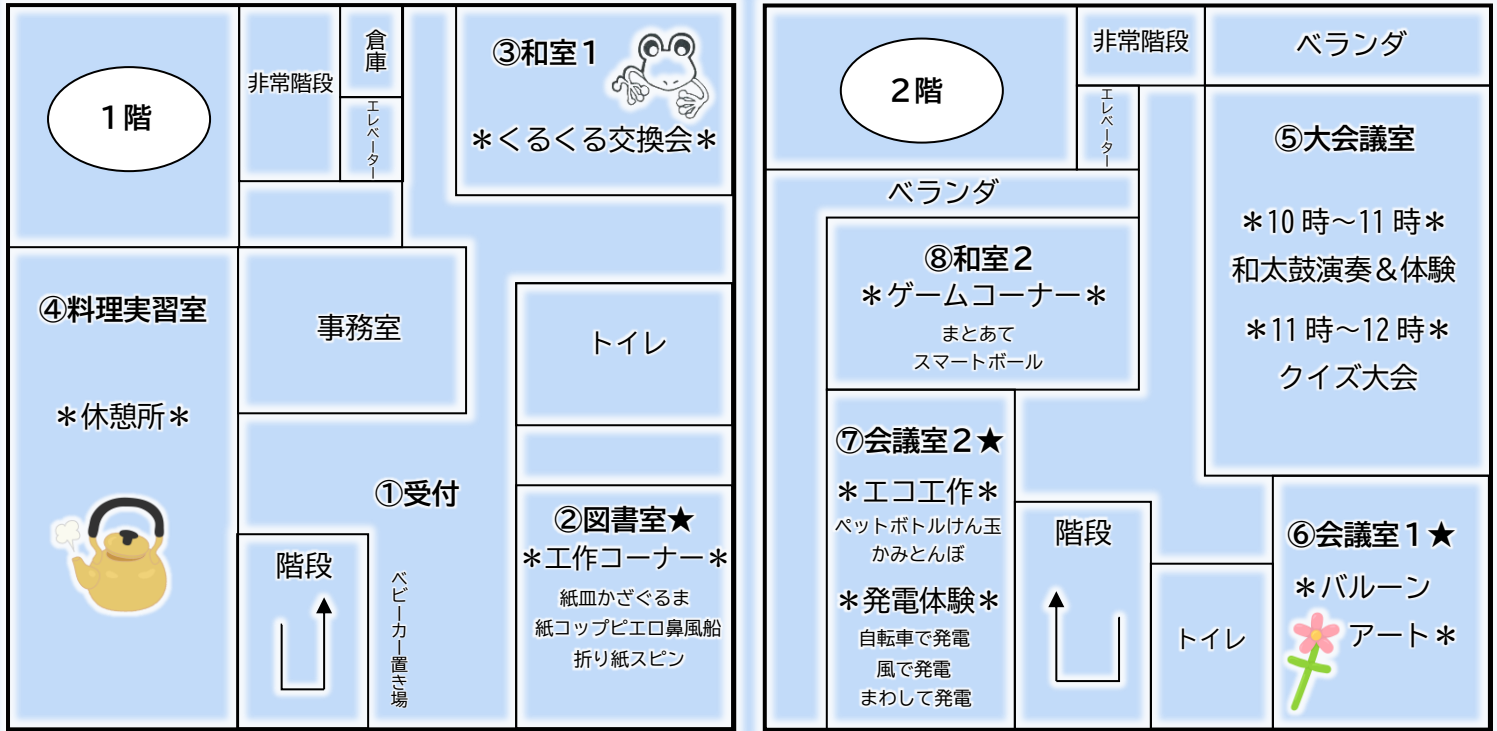 1階
非常階段
倉庫
エレベーター
③和室1
*くるくる交換会*
④料理実習室
*休憩所*
事務室
トイレ
①受付
階段
ベビーカー置き場
②図書室★
*工作コーナー*
紙皿かざぐるま
紙コップピエロ鼻風船
折り紙スピン
2階
非常階段
ベランダ
エレベーター
ベランダ
⑤大会議室
*10時~11時*
和太鼓演奏&体験
*11時~12時*
クイズ大会
⑧和室2
*ゲームコーナー*
まとあて
スマートボール
⑦会議室2★
*エコ工作*
ペットボトルけん玉
かみとんぼ
*発電体験*
自転車で発電
風で発電
まわして発電
階段
トイレ
⑥会議室1★
*バルーン
アート*